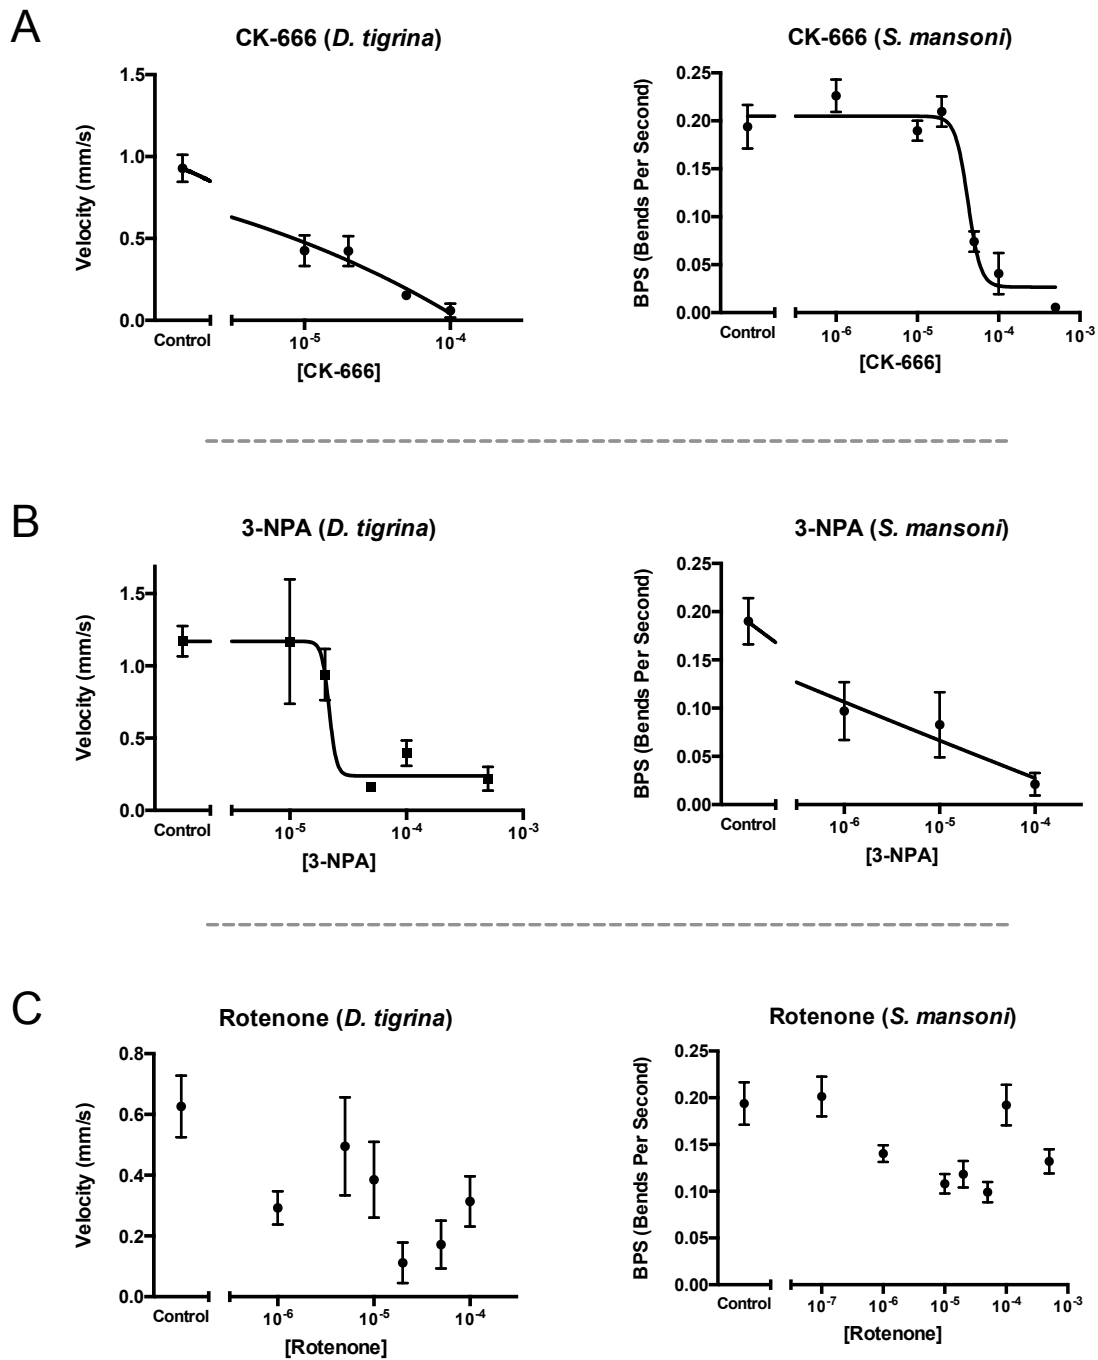 A
CK-666 (D. tigrina)
Velocity (mm/s)
1.5
1.0
0.5
0.0
Control
10-5
10-4
[CK-666]
CK-666 (S. mansoni)
BPS (Bends Per Second)
0.25
0.20
0.15
0.10
0.05
0.00
Control
10-6
10-5
10-4
10-3
[CK-666]
B
3-NPA (D. tigrina)
Velocity (mm/s)
1.5
1.0
0.5
0.0
Control
10-5
10-4
10-3
[3-NPA]
3-NPA (S. mansoni)
BPS (Bends Per Second)
0.25
0.20
0.15
0.10
0.05
0.00
Control
10-6
10-5
10-4
[3-NPA]
C
Rotenone (D. tigrina)
Velocity (mm/s)
0.8
0.6
0.4
0.2
0.0
Control
10-6
10-5
10-4
[Rotenone]
Rotenone (S. mansoni)
BPS (Bends Per Second)
0.25
0.20
0.15
0.10
0.05
0.00
Control
10-7
10-6
10-5
10-4
10-3
[Rotenone]